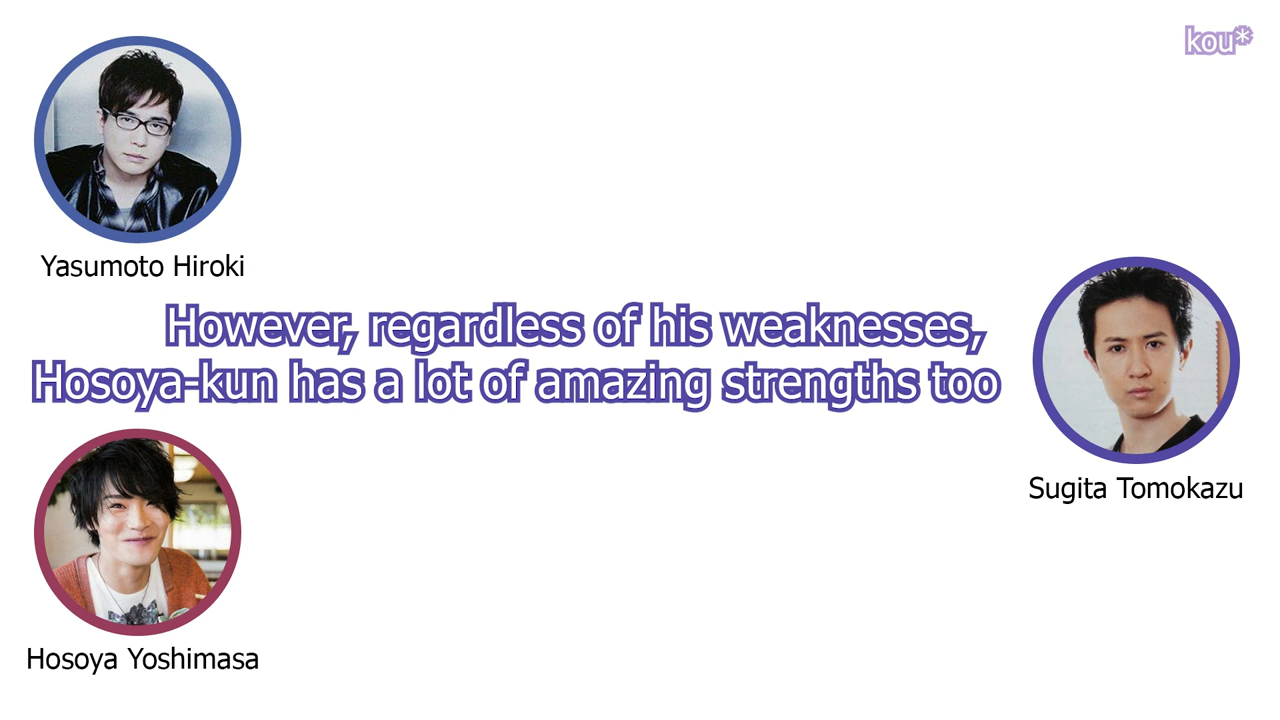 kou*
Yasumoto Hiroki
However, regardless of his weaknesses,
Hosoya-kun has a lot of amazing strengths too
Sugita Tomokazu
Hosoya Yoshimasa